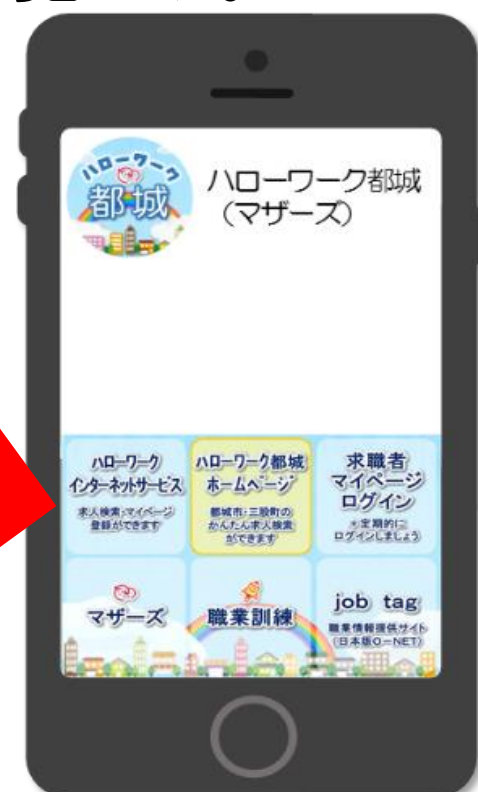 ハローワーク
都城
ハローワーク都城
（マザーズ）
ハローワーク
インターネットサービス
求人検索・マイページ
登録ができます
ハローワーク都城
ホームページ
都城市・三股町の
かんたん求人検索
ができます
求職者
マイページ
ログイン
※定期的に
ログインしましょう
マザーズ
職業訓練
job tag
職業情報提供サイト
（日本版O-NET）